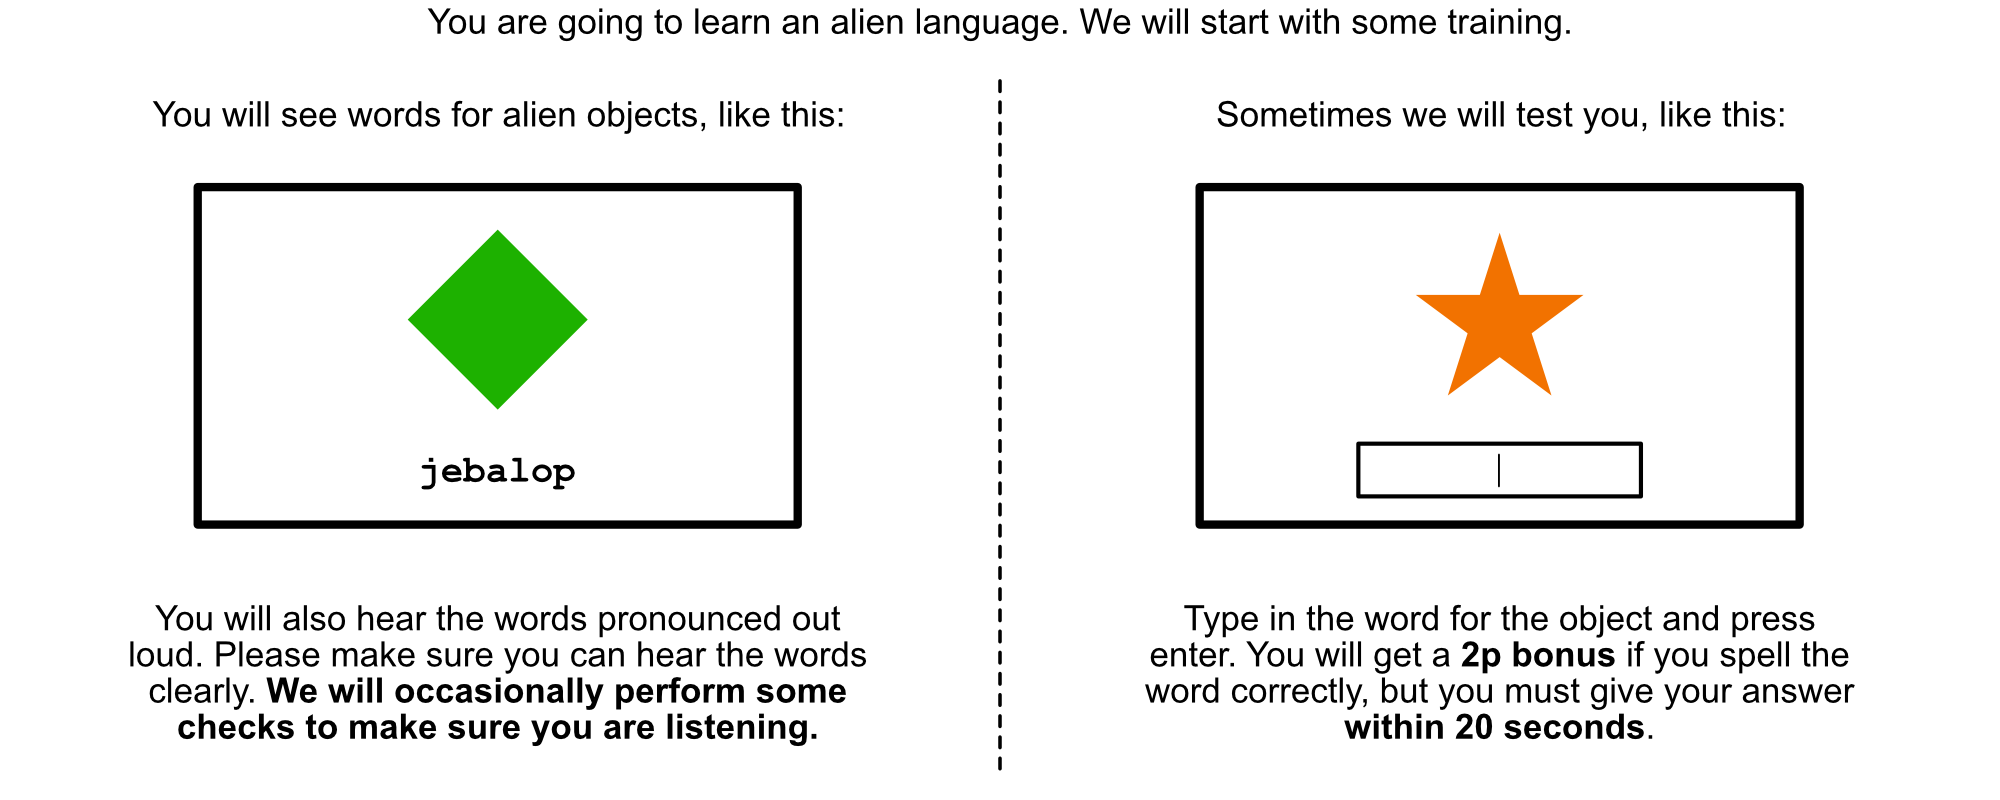 You are going to learn an alien language. We will start with some training.
You will see words for alien objects, like this:
jebalop
You will also hear the words pronounced out
loud. Please make sure you can hear the words
clearly. We will occasionally perform some
checks to make sure you are listening.
Sometimes we will test you, like this:
Type in the word for the object and press
enter. You will get a 2p bonus if you spell the
word correctly, but you must give your answer
within 20 seconds.